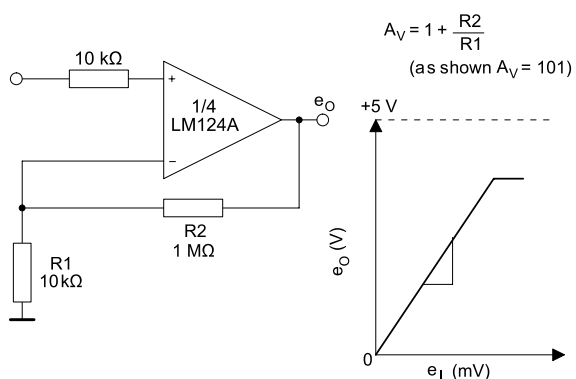 10 kΩ
+
1/4
LM124A
−
e_O
R2
1 MΩ
R1
10kΩ
A_V = 1 + R2/R1
(as shown A_V = 101)
+5 V
e_O (V)
0
e_I (mV)